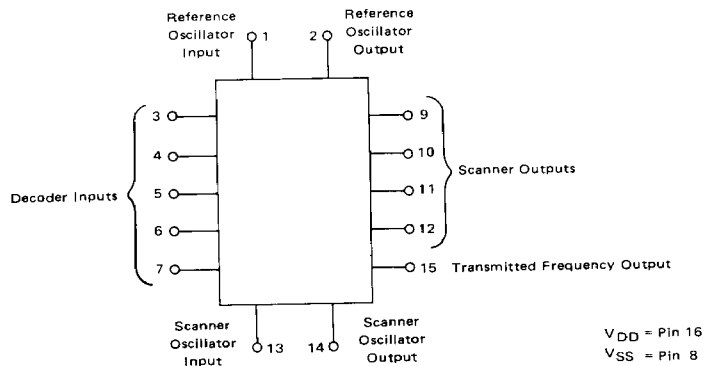 Reference
Oscillator
Input
1
2
Reference
Oscillator
Output
3
4
5
6
7
Decoder Inputs
9
10
11
12
Scanner Outputs
15 Transmitted Frequency Output
Scanner
Oscillator
Input
13
14
Scanner
Oscillator
Output
VDD = Pin 16
VSS = Pin 8